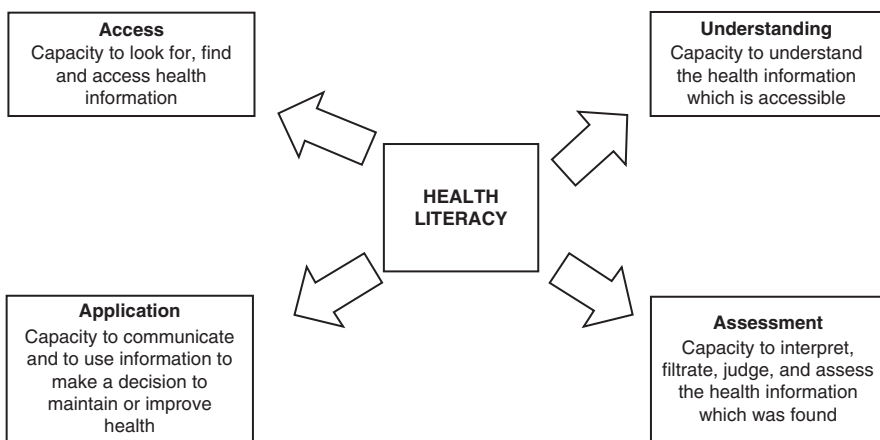 Access
Capacity to look for, find
and access health
information
Understanding
Capacity to understand
the health information
which is accessible
HEALTH
LITERACY
Application
Capacity to communicate
and to use information to
make a decision to
maintain or improve
health
Assessment
Capacity to interpret,
filtrate, judge, and assess
the health information
which was found